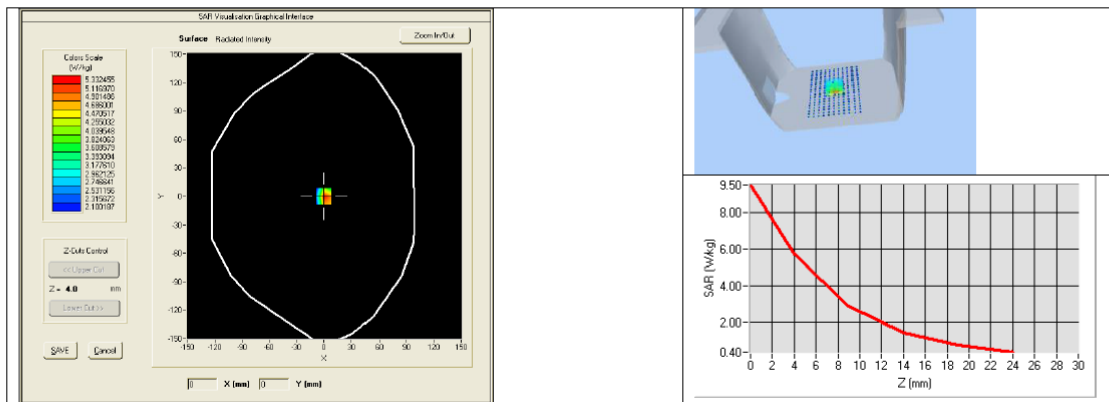 SAR Visualisation Graphical Interface
Surface Radiated Intensity
Zoom In/Out
Colors Scale
(W/kg)
5.332455
5.116970
4.901486
4.686001
4.470517
4.255032
4.039548
3.824063
3.608579
3.393094
3.177610
2.962125
2.746641
2.531156
2.315672
2.100187
150
120
90
60
30
0
-30
-60
-90
-120
-150
Y
-150 -120 -90 -60 -30 0 30 60 90 120 150
X
Z-Cuts Control
<< Upper Cut
Z = 4.0 mm
Lower Cut >>
SAVE Cancel
0 X (mm) 0 Y (mm)
SAR (W/kg)
9.50
8.00
6.00
4.00
2.00
0.40
0 2 4 6 8 10 12 14 16 18 20 22 24 26 28 30
Z (mm)